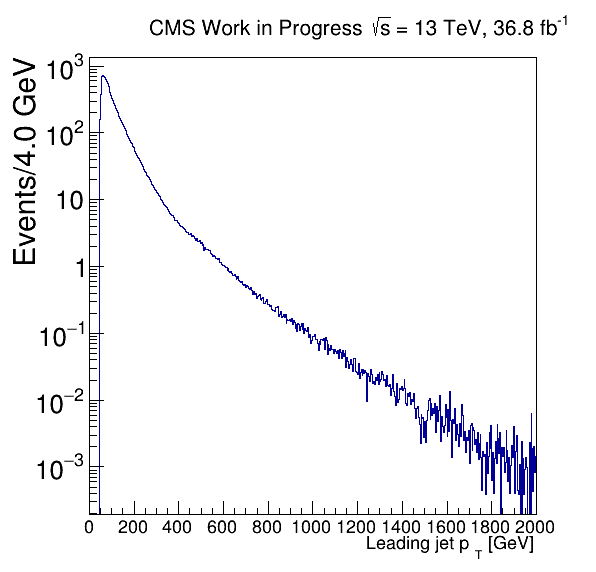 CMS Work in Progress √s = 13 TeV, 36.8 fb⁻¹
Events/4.0 GeV
10³
10²
10
1
10⁻¹
10⁻²
10⁻³
0 200 400 600 800 1000 1200 1400 1600 1800 2000
Leading jet p_T [GeV]